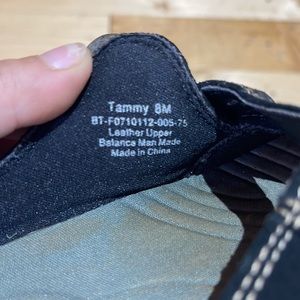 Tammy 8M
BT-F0710112-005-75
Leather Upper
Balance Man Made
Made in China